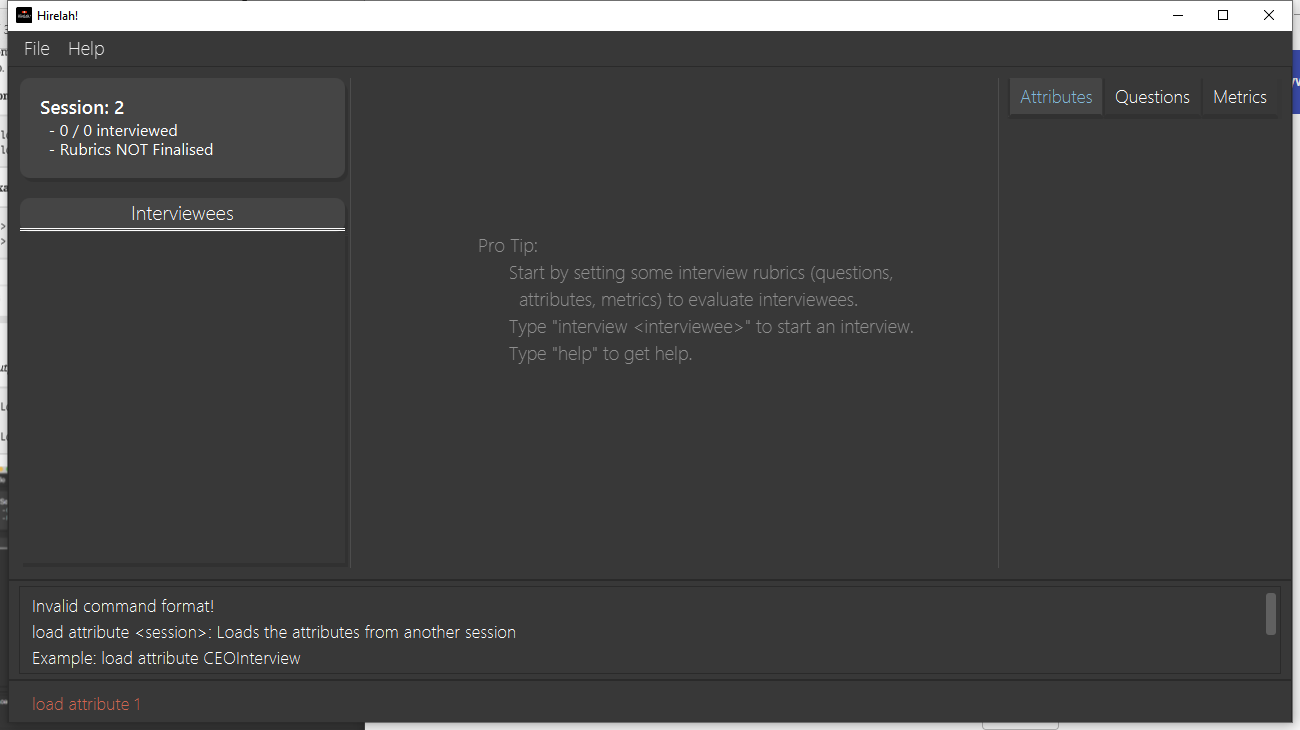 Hirelah!
File Help
Session: 2
- 0 / 0 interviewed
- Rubrics NOT Finalised
Interviewees
Pro Tip:
Start by setting some interview rubrics (questions,
attributes, metrics) to evaluate interviewees.
Type "interview <interviewee>" to start an interview.
Type "help" to get help.
Attributes Questions Metrics
Invalid command format!
load attribute <session>: Loads the attributes from another session
Example: load attribute CEOInterview
load attribute 1